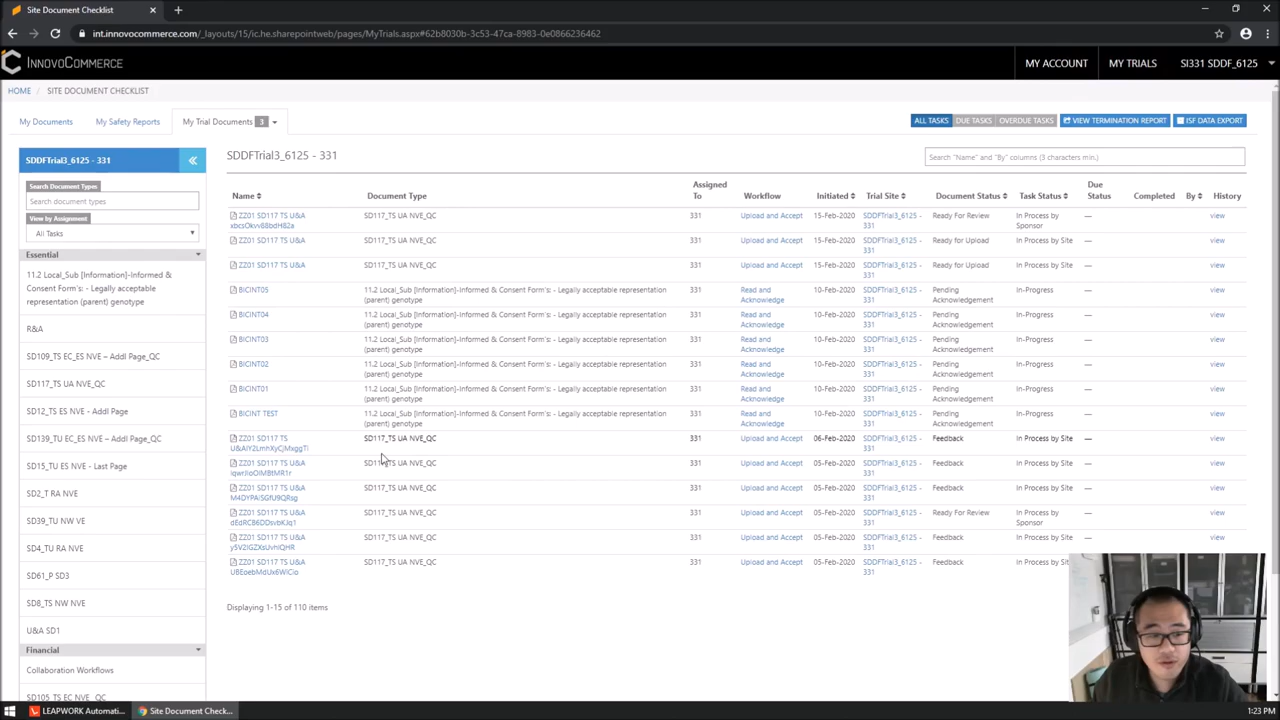 Site Document Checklist
int.innovocommerce.com/_layouts/15/ic.he.sharepointweb/pages/MyTrials.aspx#62b8030b-3c53-47ca-8983-0e0866236462
INNOVOCOMMERCE
MY ACCOUNT
MY TRIALS
SI331 SDDF_6125
HOME / SITE DOCUMENT CHECKLIST
My Documents
My Safety Reports
My Trial Documents 3
ALL TASKS
DUE TASKS
OVERDUE TASKS
VIEW TERMINATION REPORT
ISF DATA EXPORT
SDDFTrial3_6125 - 331
Search Document Types
Search document types
View by Assignment
All Tasks
Essential
11.2 Local_Sub [Information]-Informed &
Consent Form's: - Legally acceptable
representation (parent) genotype
R&A
SD109_TS EC_ES NVE – Addl Page_QC
SD117_TS UA NVE_QC
SD12_TS ES NVE - Addl Page
SD139_TU EC_ES NVE – Addl Page_QC
SD15_TU ES NVE - Last Page
SD2_T RA NVE
SD39_TU NW VE
SD4_TU RA NVE
SD61_P SD3
SD8_TS NW NVE
U&A SD1
Financial
Collaboration Workflows
SD105_TS EC_NVE_QC
SDDFTrial3_6125 - 331
Search "Name" and "By" columns (3 characters min.)
Name Document Type Assigned To Workflow Initiated Trial Site Document Status Task Status Due Status Completed By History
ZZ01 SD117 TS U&A SD117_TS UA NVE_QC 331 Upload and Accept 15-Feb-2020 SDDFTrial3_6125 - 331 Ready For Review In Process by Sponsor — view
ZZ01 SD117 TS U&A SD117_TS UA NVE_QC 331 Upload and Accept 15-Feb-2020 SDDFTrial3_6125 - 331 Ready for Upload In Process by Site — view
ZZ01 SD117 TS U&A SD117_TS UA NVE_QC 331 Upload and Accept 15-Feb-2020 SDDFTrial3_6125 - 331 Ready for Upload In Process by Site — view
BICINT05 11.2 Local_Sub [Information]-Informed & Consent Form's: - Legally acceptable representation (parent) genotype 331 Read and Acknowledge 10-Feb-2020 SDDFTrial3_6125 - 331 Pending Acknowledgement In-Progress — view
BICINT04 11.2 Local_Sub [Information]-Informed & Consent Form's: - Legally acceptable representation (parent) genotype 331 Read and Acknowledge 10-Feb-2020 SDDFTrial3_6125 - 331 Pending Acknowledgement In-Progress — view
BICINT03 11.2 Local_Sub [Information]-Informed & Consent Form's: - Legally acceptable representation (parent) genotype 331 Read and Acknowledge 10-Feb-2020 SDDFTrial3_6125 - 331 Pending Acknowledgement In-Progress — view
BICINT02 11.2 Local_Sub [Information]-Informed & Consent Form's: - Legally acceptable representation (parent) genotype 331 Read and Acknowledge 10-Feb-2020 SDDFTrial3_6125 - 331 Pending Acknowledgement In-Progress — view
BICINT01 11.2 Local_Sub [Information]-Informed & Consent Form's: - Legally acceptable representation (parent) genotype 331 Read and Acknowledge 10-Feb-2020 SDDFTrial3_6125 - 331 Pending Acknowledgement In-Progress — view
BICINT TEST 11.2 Local_Sub [Information]-Informed & Consent Form's: - Legally acceptable representation (parent) genotype 331 Read and Acknowledge 10-Feb-2020 SDDFTrial3_6125 - 331 Pending Acknowledgement In-Progress — view
ZZ01 SD117 TS SD117_TS UA NVE_QC 331 Upload and Accept 06-Feb-2020 SDDFTrial3_6125 - 331 Feedback In Process by Site — view
ZZ01 SD117 TS U&A SD117_TS UA NVE_QC 331 Upload and Accept 05-Feb-2020 SDDFTrial3_6125 - 331 Feedback In Process by Site — view
ZZ01 SD117 TS U&A SD117_TS UA NVE_QC 331 Upload and Accept 05-Feb-2020 SDDFTrial3_6125 - 331 Feedback In Process by Site — view
ZZ01 SD117 TS U&A SD117_TS UA NVE_QC 331 Upload and Accept 05-Feb-2020 SDDFTrial3_6125 - 331 Ready For Review In Process by Sponsor — view
ZZ01 SD117 TS U&A SD117_TS UA NVE_QC 331 Upload and Accept 05-Feb-2020 SDDFTrial3_6125 - 331 Feedback In Process by Site — view
ZZ01 SD117 TS U&A SD117_TS UA NVE_QC 331 Upload and Accept 05-Feb-2020 SDDFTrial3_6125 - 331 Feedback In Process by Site
Displaying 1-15 of 110 items
LEAPWORK Automati...
Site Document Check...
1:23 PM